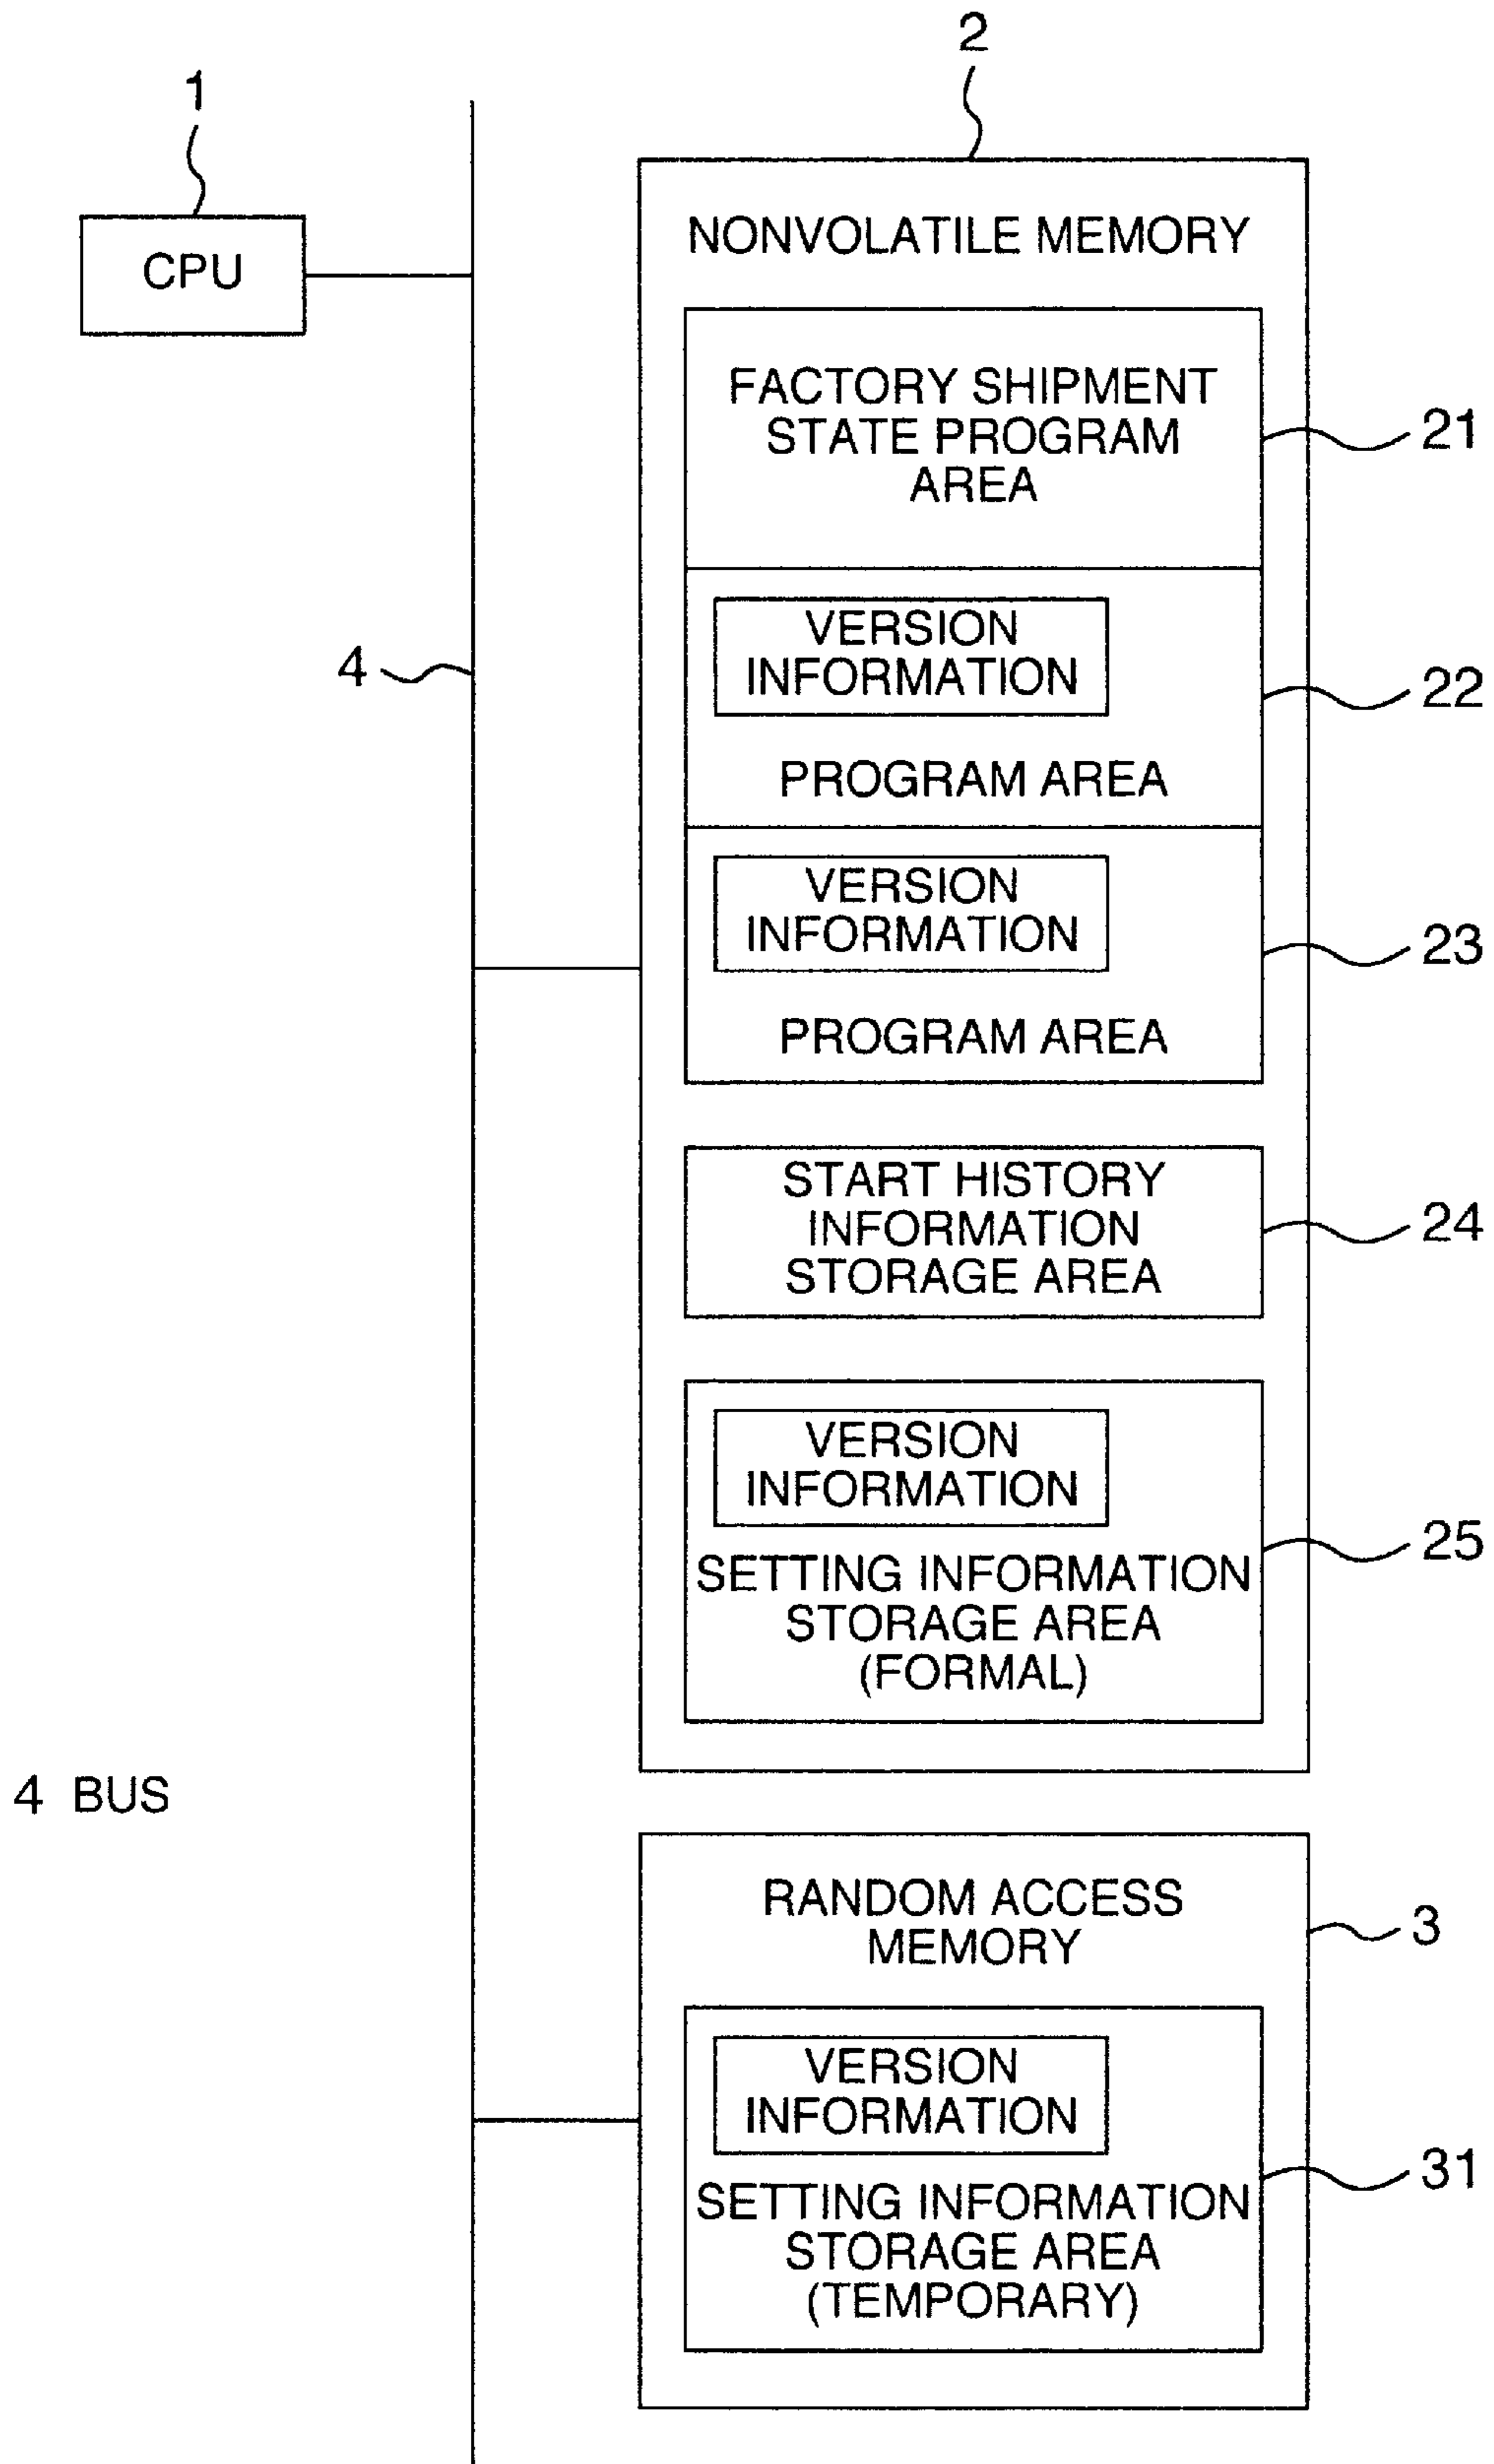 2
1
CPU
NONVOLATILE MEMORY
FACTORY SHIPMENT
STATE PROGRAM
AREA
21
4
VERSION
INFORMATION
22
PROGRAM AREA
VERSION
INFORMATION
23
PROGRAM AREA
START HISTORY
INFORMATION
STORAGE AREA
24
VERSION
INFORMATION
25
SETTING INFORMATION
STORAGE AREA
(FORMAL)
4 BUS
RANDOM ACCESS
MEMORY
3
VERSION
INFORMATION
31
SETTING INFORMATION
STORAGE AREA
(TEMPORARY)